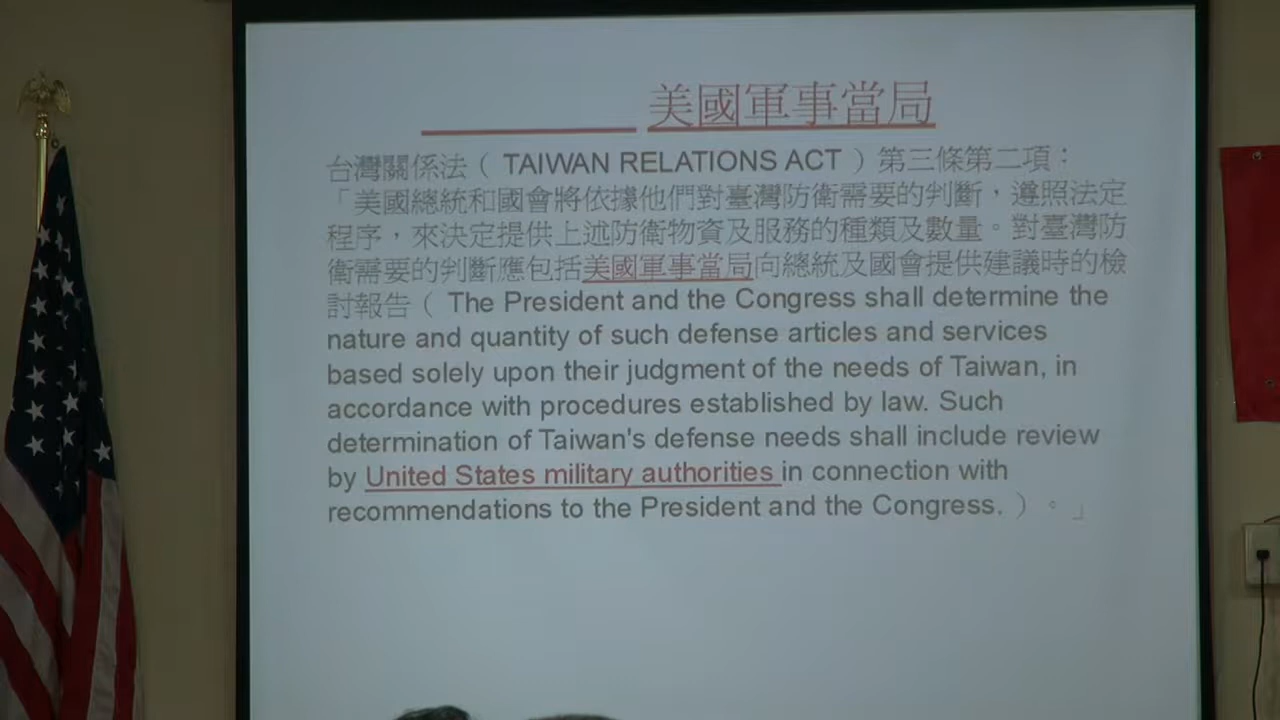 美國軍事當局
台灣關係法（ TAIWAN RELATIONS ACT ）第三條第二項：
「美國總統和國會將依據他們對臺灣防衛需要的判斷，遵照法定
程序，來決定提供上述防衛物資及服務的種類及數量。對臺灣防
衛需要的判斷應包括美國軍事當局向總統及國會提供建議時的檢
討報告（ The President and the Congress shall determine the
nature and quantity of such defense articles and services
based solely upon their judgment of the needs of Taiwan, in
accordance with procedures established by law. Such
determination of Taiwan's defense needs shall include review
by United States military authorities in connection with
recommendations to the President and the Congress. ）。」